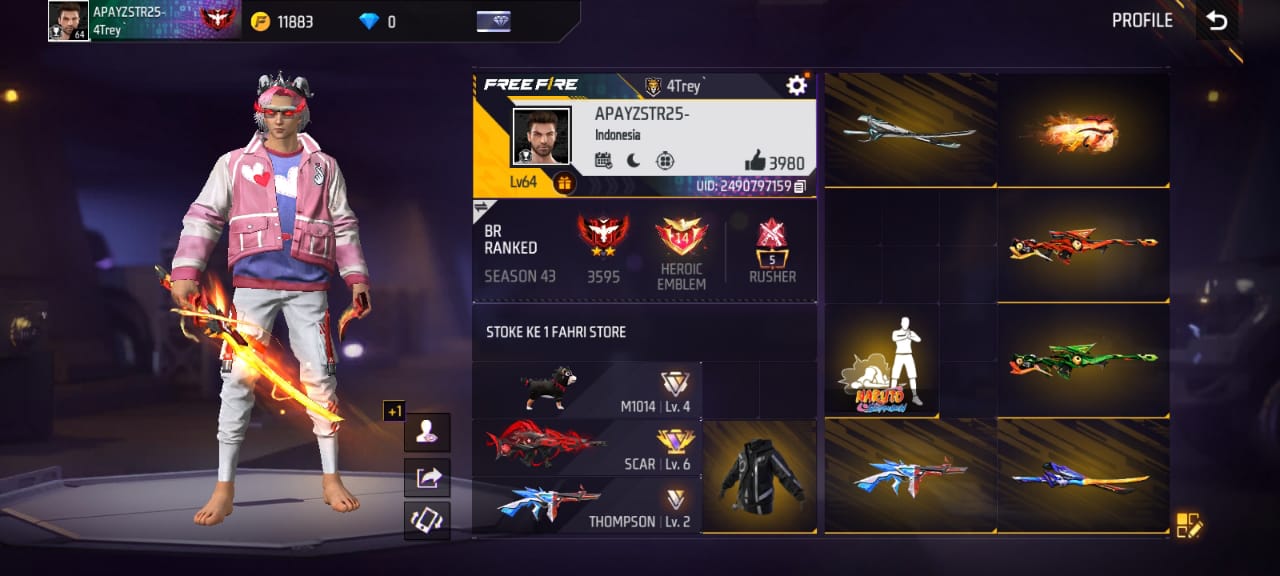 APAYZSTR25-
4Trey`
64
11883
0
PROFILE
FREE FIRE
4Trey`
APAYZSTR25-
Indonesia
3980
Lv64
UID: 2490797159
BR
RANKED
SEASON 43
3595
14
HEROIC
EMBLEM
5
RUSHER
STOKE KE 1 FAHRI STORE
M1014 | Lv. 4
SCAR | Lv. 6
THOMPSON | Lv. 2
+1
NARUTO